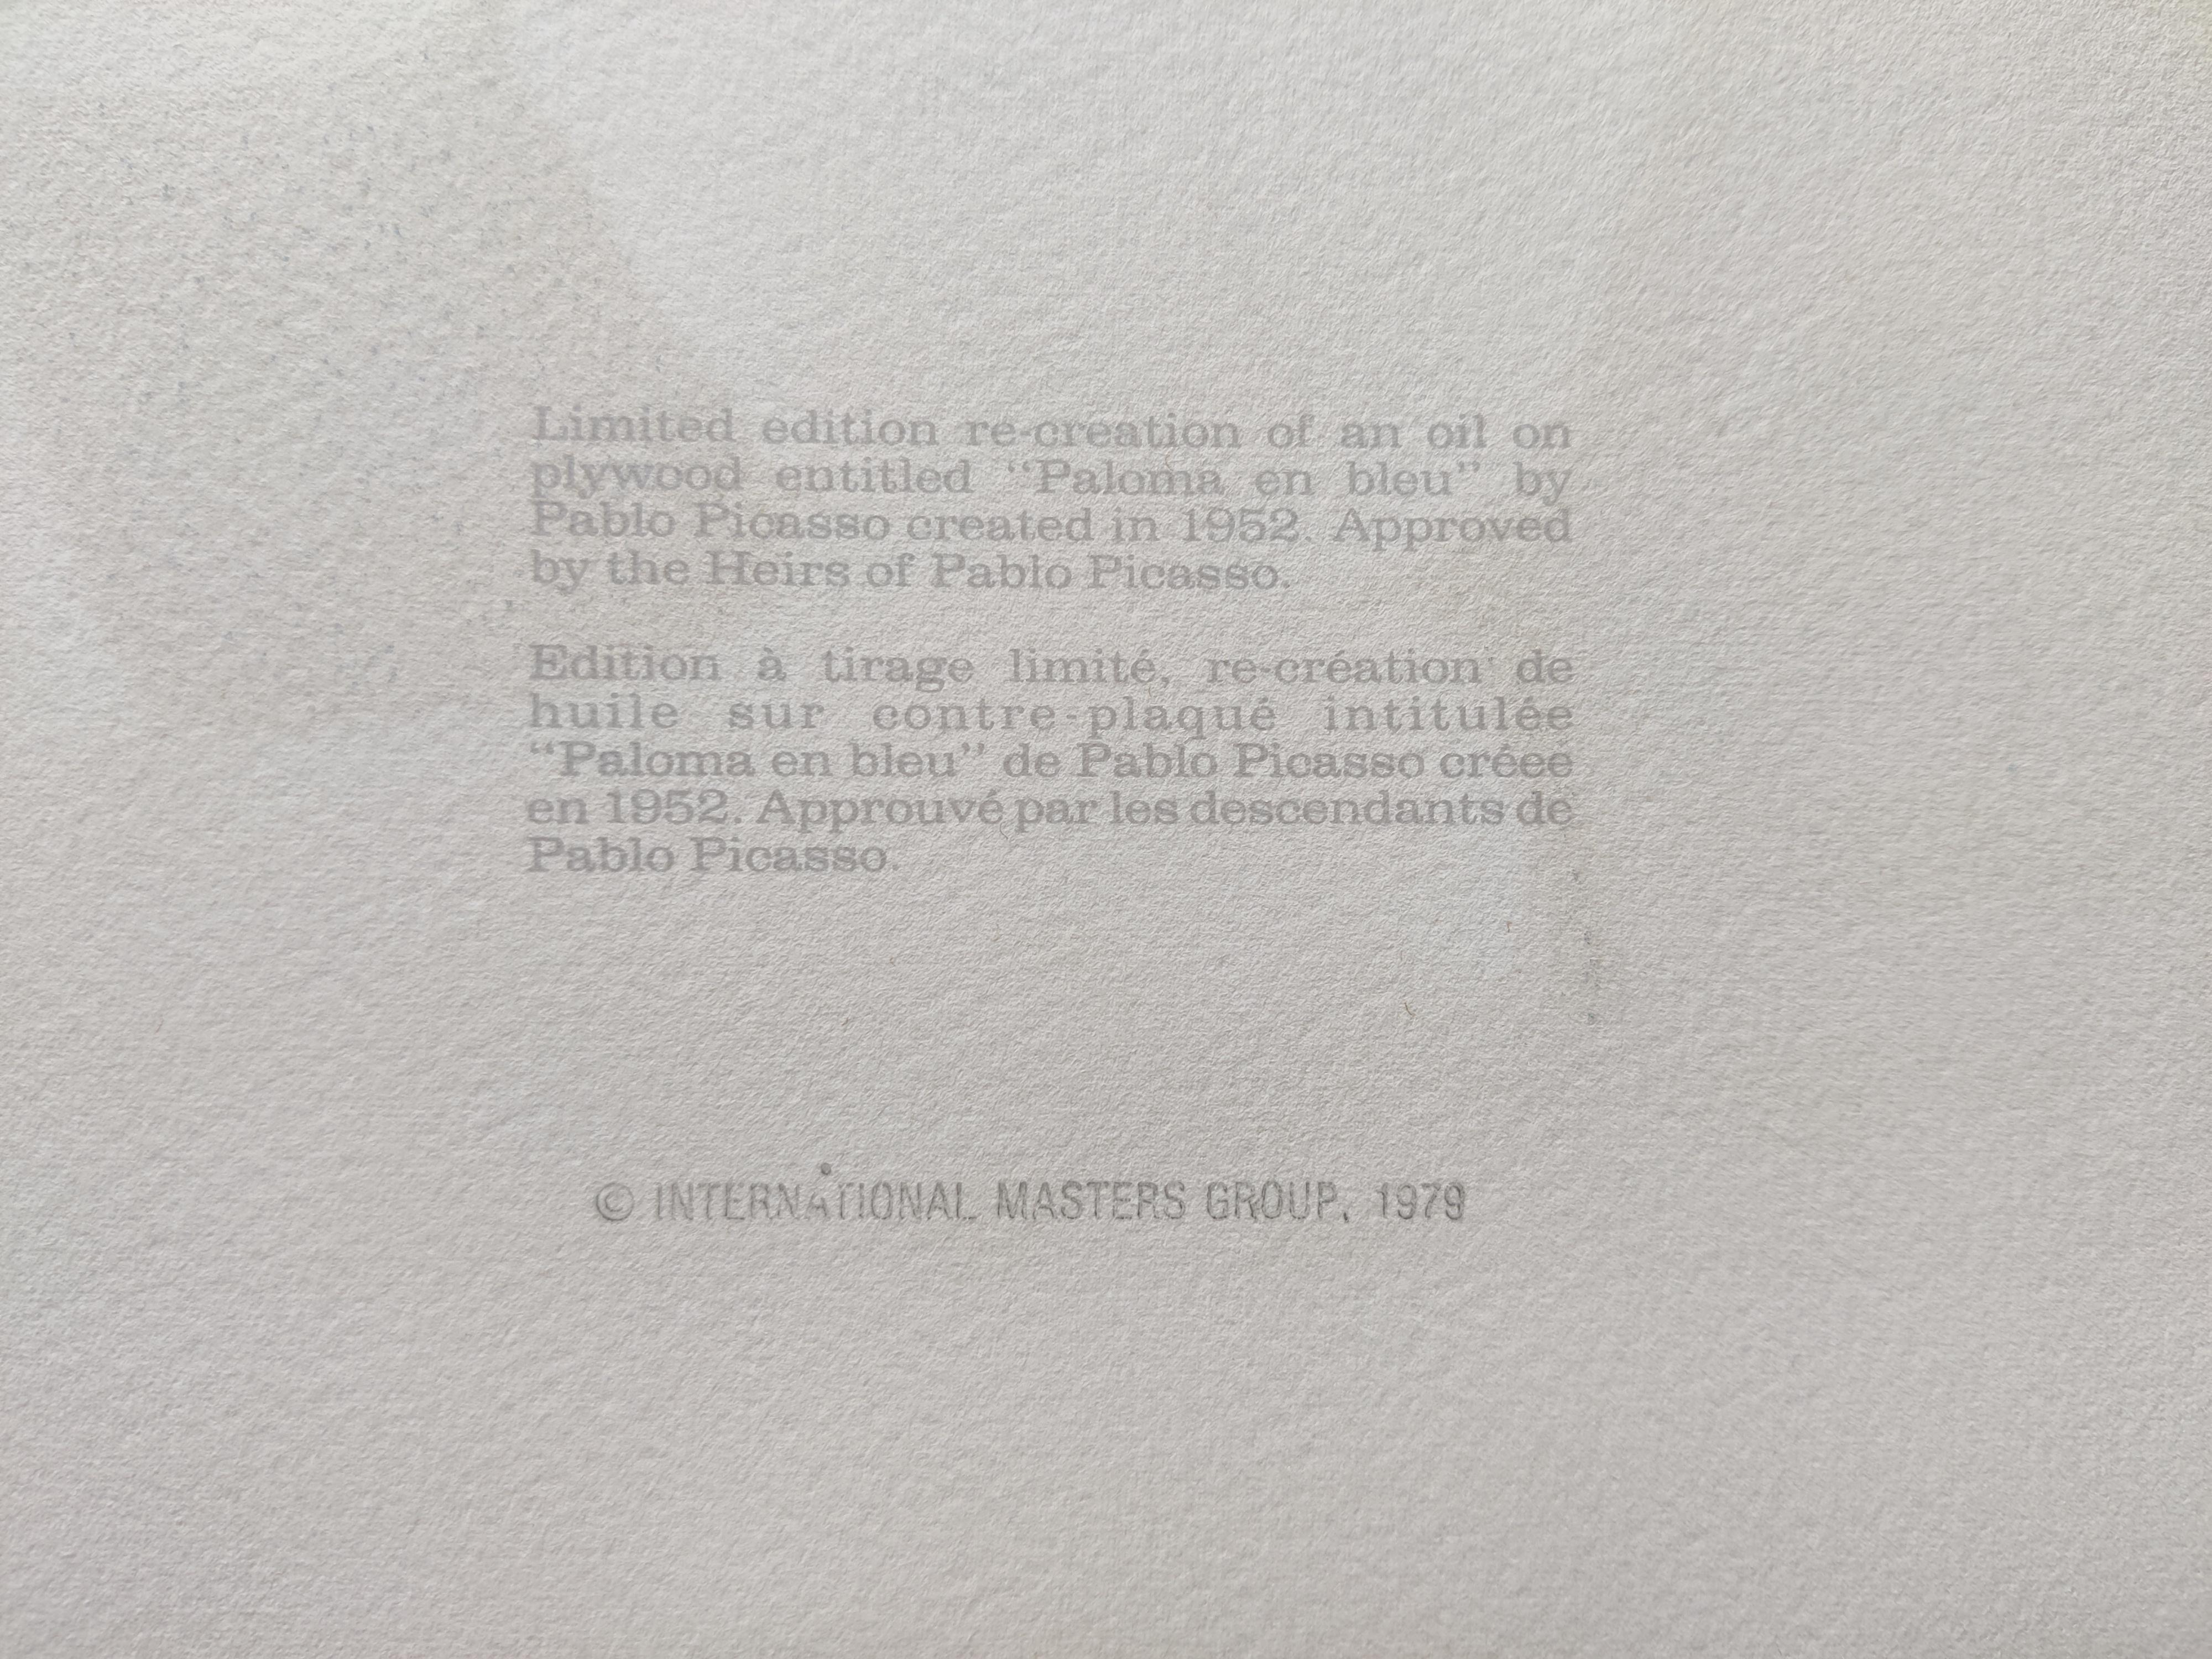 Limited edition re-creation of an oil on
plywood entitled “Paloma en bleu” by
Pablo Picasso created in 1952. Approved
by the Heirs of Pablo Picasso.
Edition à tirage limité, re-création de
huile sur contre-plaqué intitulée
“Paloma en bleu” de Pablo Picasso créee
en 1952. Approuvé par les descendants de
Pablo Picasso.
© INTERNATIONAL MASTERS GROUP, 1979